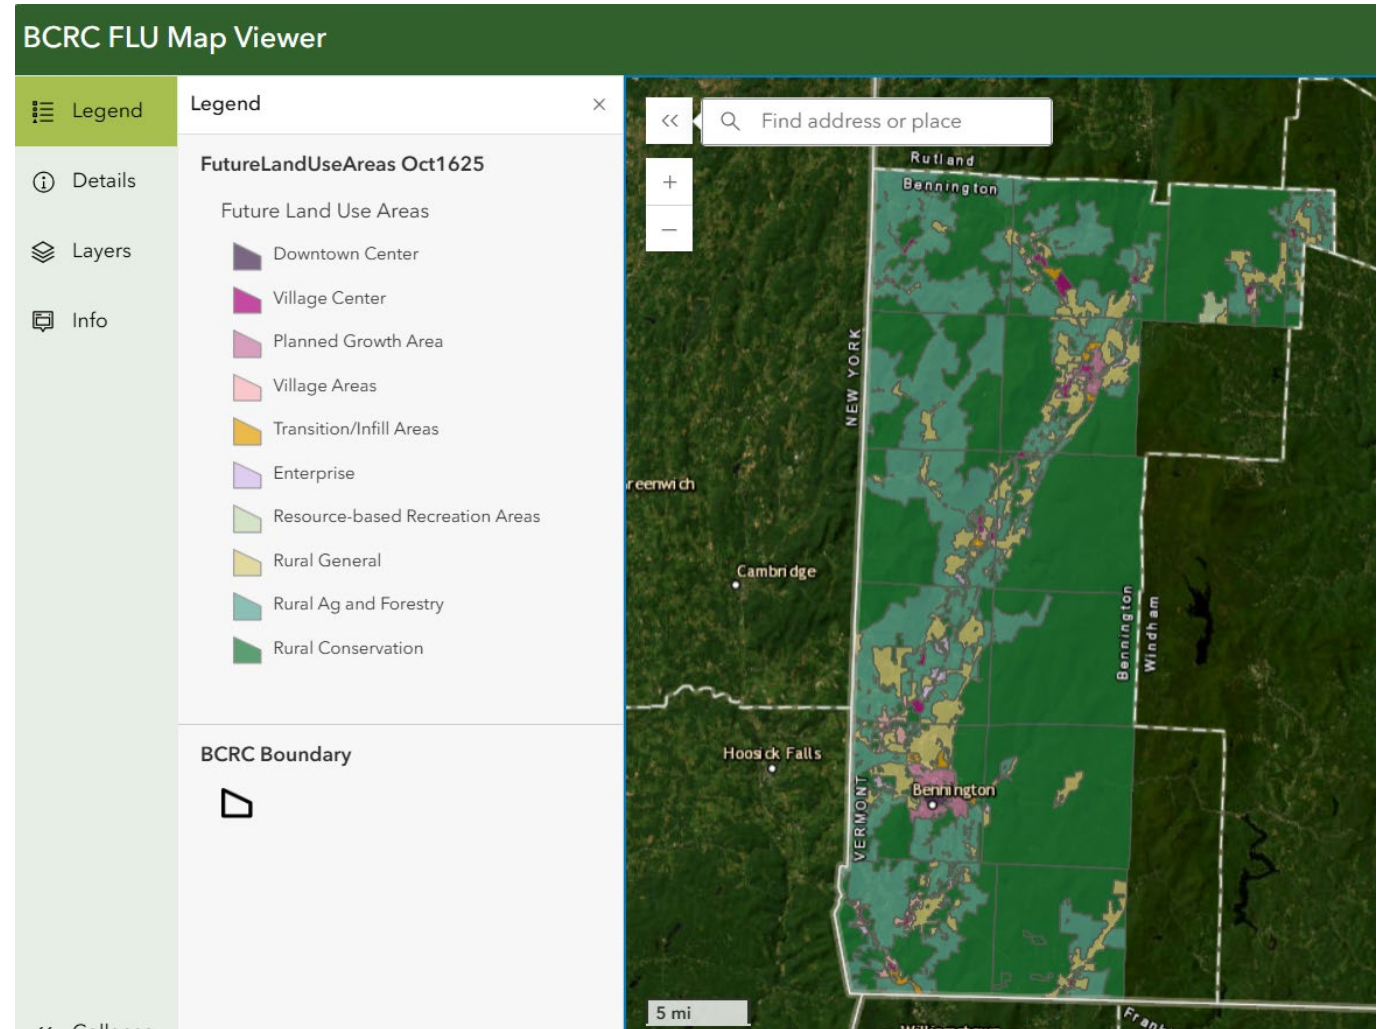 BCRC FLU Map Viewer
Legend
Details
Layers
Info
Legend
FutureLandUseAreas Oct1625
Future Land Use Areas
Downtown Center
Village Center
Planned Growth Area
Village Areas
Transition/Infill Areas
Enterprise
Resource-based Recreation Areas
Rural General
Rural Ag and Forestry
Rural Conservation
BCRC Boundary
Find address or place
Rutland
Bennington
NEW YORK
reenwich
Cambridge
Bennington
Windham
Hoosick Falls
Bennington
VERMONT
5 mi